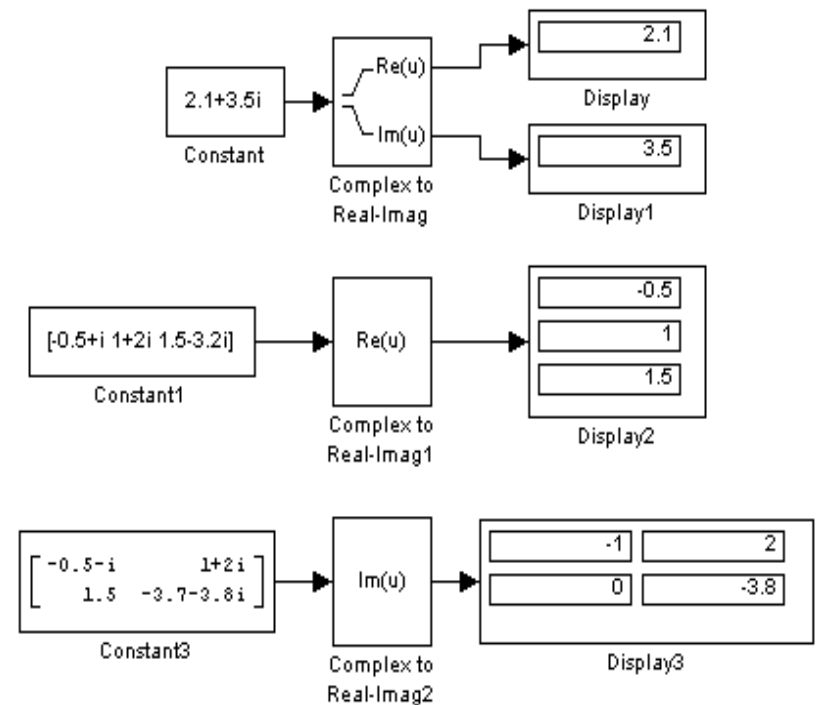 2.1+3.5i
Constant
Re(u)
Im(u)
Complex to
Real-Imag
2.1
Display
3.5
Display1
[-0.5+i 1+2i 1.5-3.2i]
Constant1
Re(u)
Complex to
Real-Imag1
-0.5
1
1.5
Display2
-0.5-i 1+2i
1.5 -3.7-3.8i
Constant3
Im(u)
Complex to
Real-Imag2
-1 2
0 -3.8
Display3